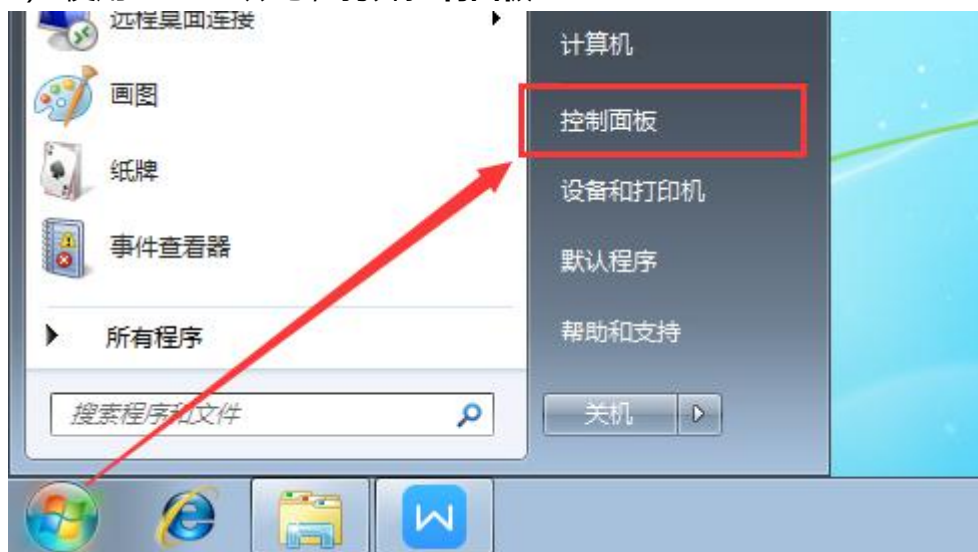 远程桌面连接
画图
纸牌
事件查看器
所有程序
搜索程序和文件
计算机
控制面板
设备和打印机
默认程序
帮助和支持
关机